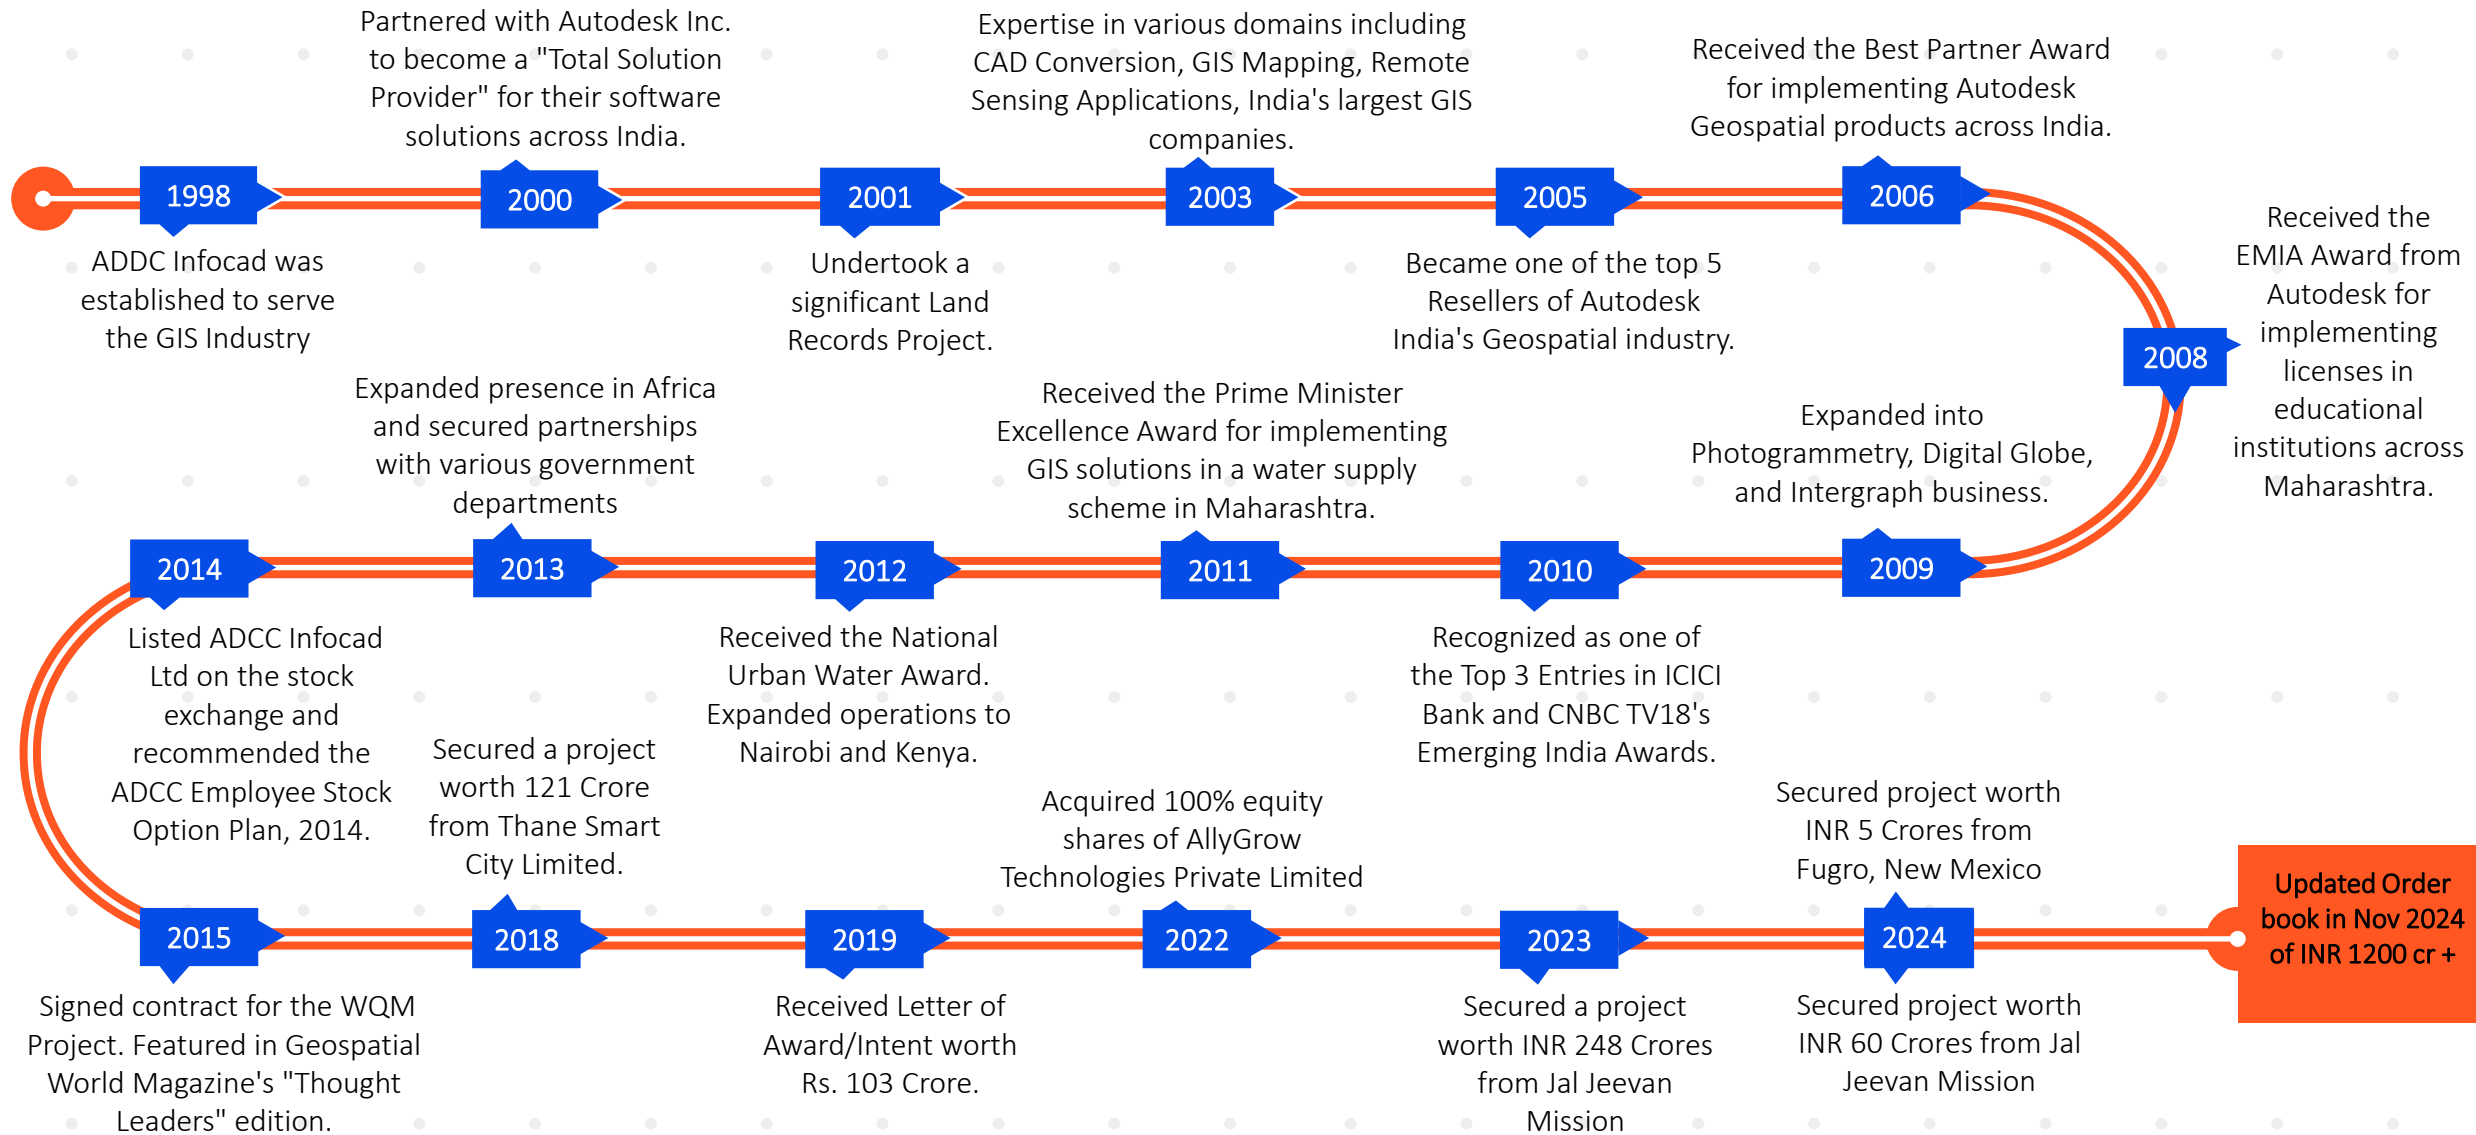 1998
ADDC Infocad was
established to serve
the GIS Industry
Partnered with Autodesk Inc.
to become a "Total Solution
Provider" for their software
solutions across India.
2000
2001
Undertook a
significant Land
Records Project.
Expertise in various domains including
CAD Conversion, GIS Mapping, Remote
Sensing Applications, India's largest GIS
companies.
2003
2005
Became one of the top 5
Resellers of Autodesk
India's Geospatial industry.
Received the Best Partner Award
for implementing Autodesk
Geospatial products across India.
2006
2008
Received the
EMIA Award from
Autodesk for
implementing
licenses in
educational
institutions across
Maharashtra.
Expanded into
Photogrammetry, Digital Globe,
and Intergraph business.
2009
2010
Recognized as one of
the Top 3 Entries in ICICI
Bank and CNBC TV18's
Emerging India Awards.
Received the Prime Minister
Excellence Award for implementing
GIS solutions in a water supply
scheme in Maharashtra.
2011
2012
Received the National
Urban Water Award.
Expanded operations to
Nairobi and Kenya.
Expanded presence in Africa
and secured partnerships
with various government
departments
2013
2014
Listed ADCC Infocad
Ltd on the stock
exchange and
recommended the
ADCC Employee Stock
Option Plan, 2014.
2015
Signed contract for the WQM
Project. Featured in Geospatial
World Magazine's "Thought
Leaders" edition.
Secured a project
worth 121 Crore
from Thane Smart
City Limited.
2018
2019
Received Letter of
Award/Intent worth
Rs. 103 Crore.
Acquired 100% equity
shares of AllyGrow
Technologies Private Limited
2022
2023
Secured a project
worth INR 248 Crores
from Jal Jeevan
Mission
Secured project worth
INR 5 Crores from
Fugro, New Mexico
2024
Secured project worth
INR 60 Crores from Jal
Jeevan Mission
Updated Order
book in Nov 2024
of INR 1200 cr +